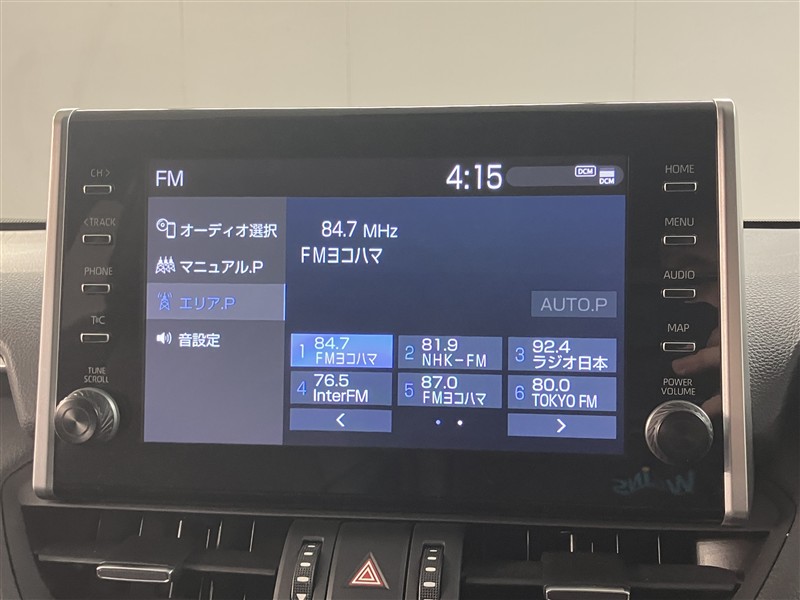 CH >
< TRACK
PHONE
T C
TUNE
SCROLL
FM
4:15
DCM
DCM
オーディオ選択
マニュアル.P
エリア.P
音設定
84.7 MHz
FMヨコハマ
AUTO.P
1 84.7
FMヨコハマ
2 81.9
NHK-FM
3 92.4
ラジオ日本
4 76.5
InterFM
5 87.0
FMヨコハマ
6 80.0
TOKYO FM
<
>
HOME
MENU
AUDIO
MAP
POWER
VOLUME